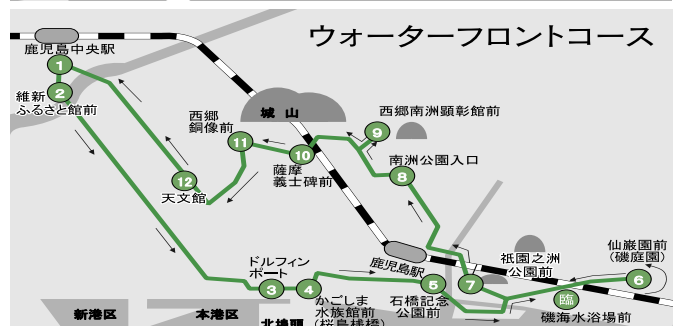 ウォーターフロントコース
鹿児島中央駅
1
2
維新
ふるさと館前
西郷
銅像前
城山
西郷南洲顕彰館前
9
11
10
薩摩
義士碑前
南洲公園入口
8
12
天文館
ドルフィン
ポート
3
4
かごしま
水族館前
(桜島桟橋)
鹿児島駅
5
石橋記念
公園前
7
祇園之洲
公園前
仙巌園前
(磯庭園)
6
臨
磯海水浴場前
新港区
本港区
北埠頭